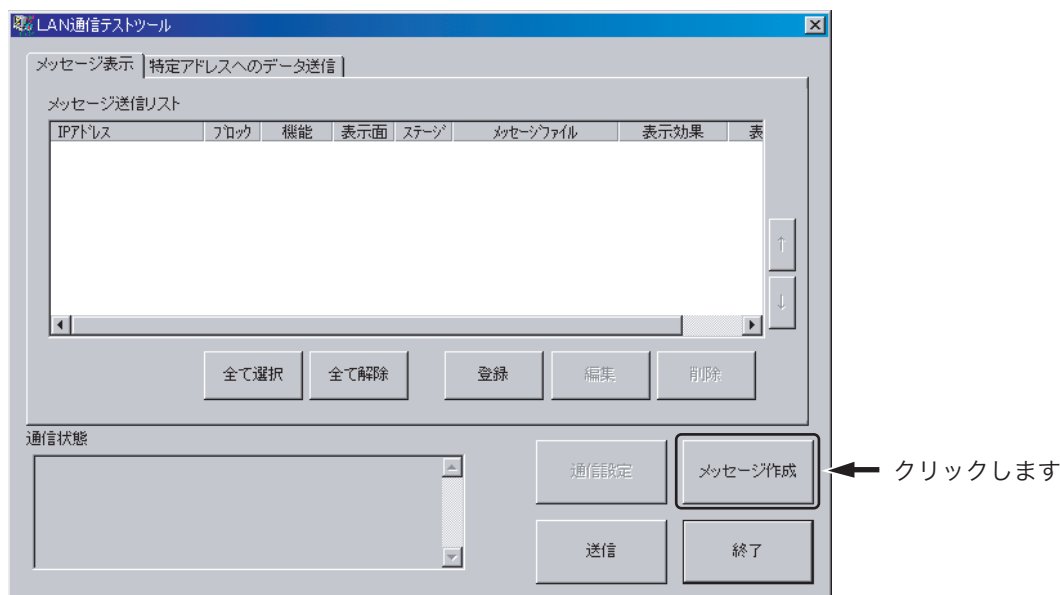 LAN通信テストツール
メッセージ表示 特定アドレスへのデータ送信
メッセージ送信リスト
IPアドレス ブロック 機能 表示面 ステージ メッセージファイル 表示効果 表
↑
↓
全て選択 全て解除 登録 編集 削除
通信状態
通信設定 メッセージ作成 クリックします
送信 終了